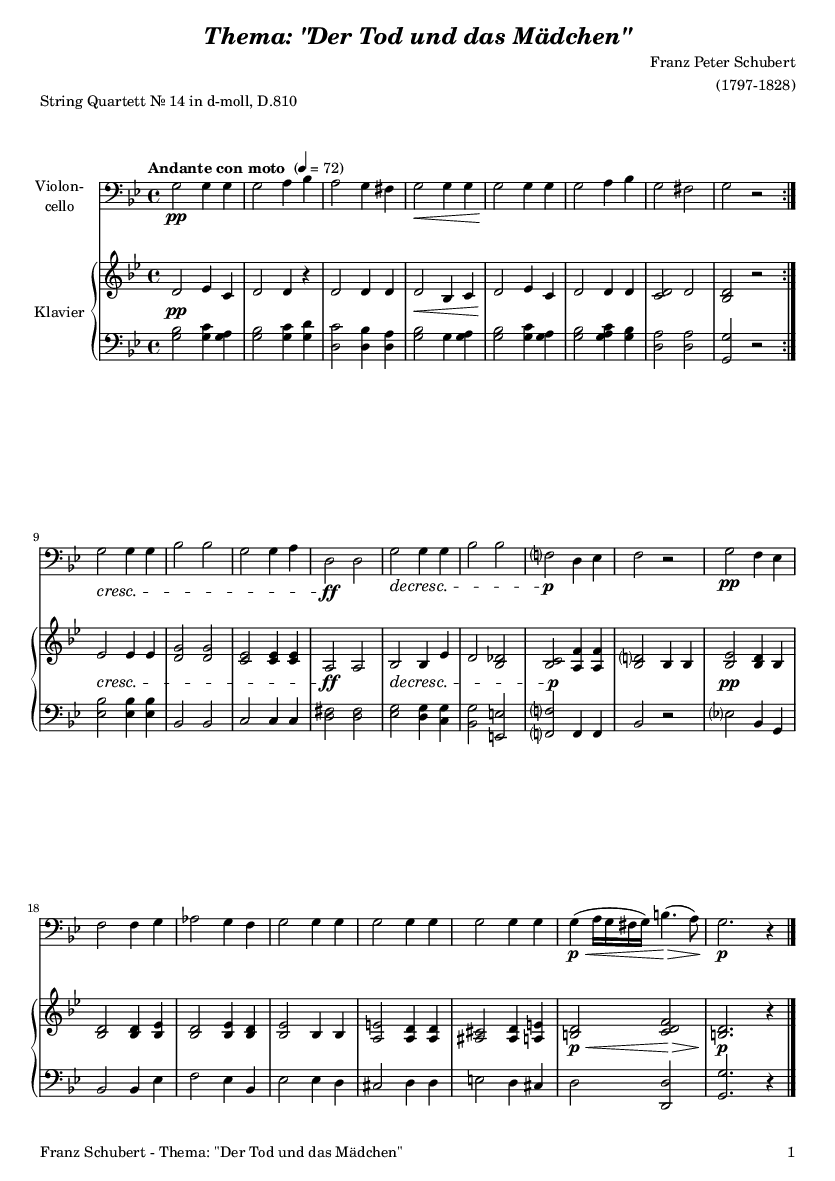 Thema: "Der Tod und das Mädchen"
Franz Peter Schubert
(1797-1828)
String Quartett № 14 in d-moll, D.810
Andante con moto (♩ = 72)
Violon-
cello
pp
Klavier
pp
9
cresc.
ff
decresc.
p
pp
cresc.
ff
decresc.
p
pp
18
p
p
p
p
Franz Schubert - Thema: "Der Tod und das Mädchen"
1